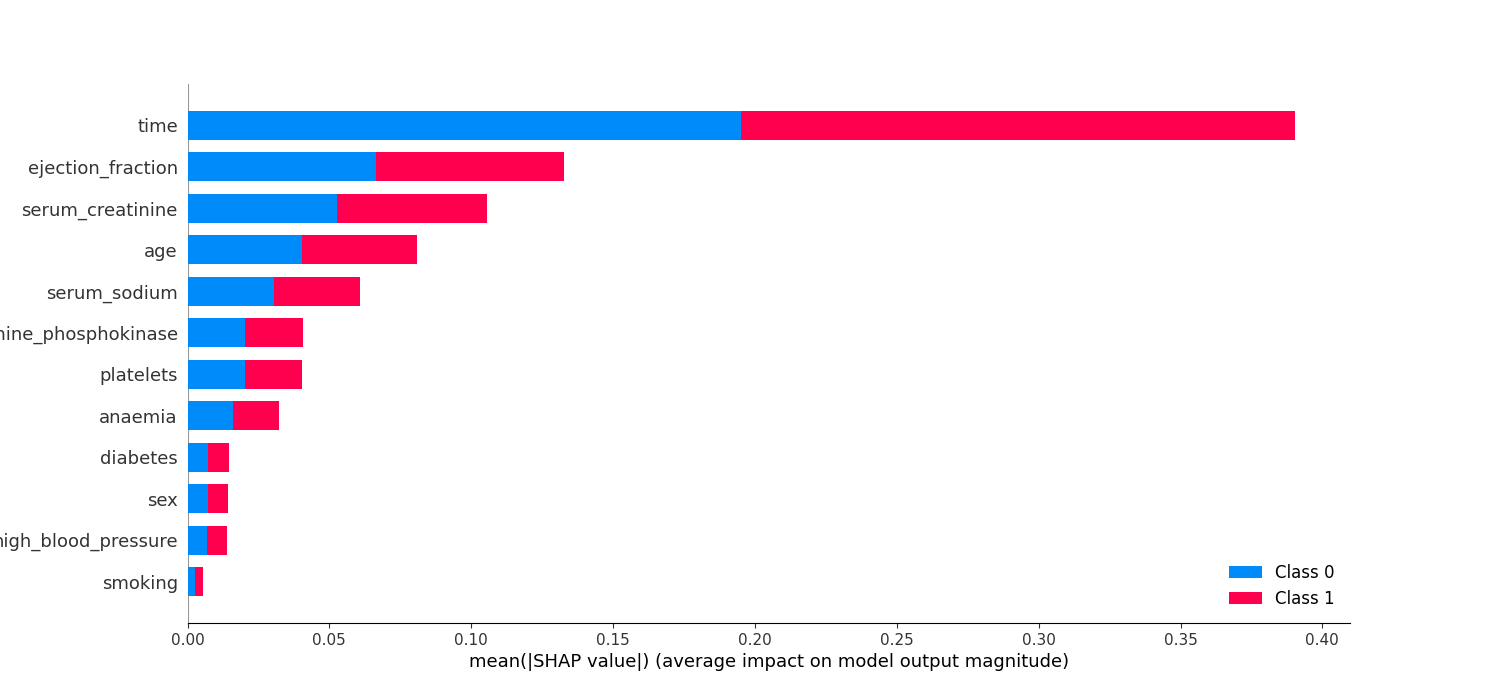 time
ejection_fraction
serum_creatinine
age
serum_sodium
nine_phosphokinase
platelets
anaemia
diabetes
sex
high_blood_pressure
smoking
Class 0
Class 1
0.00 0.05 0.10 0.15 0.20 0.25 0.30 0.35 0.40
mean(|SHAP value|) (average impact on model output magnitude)